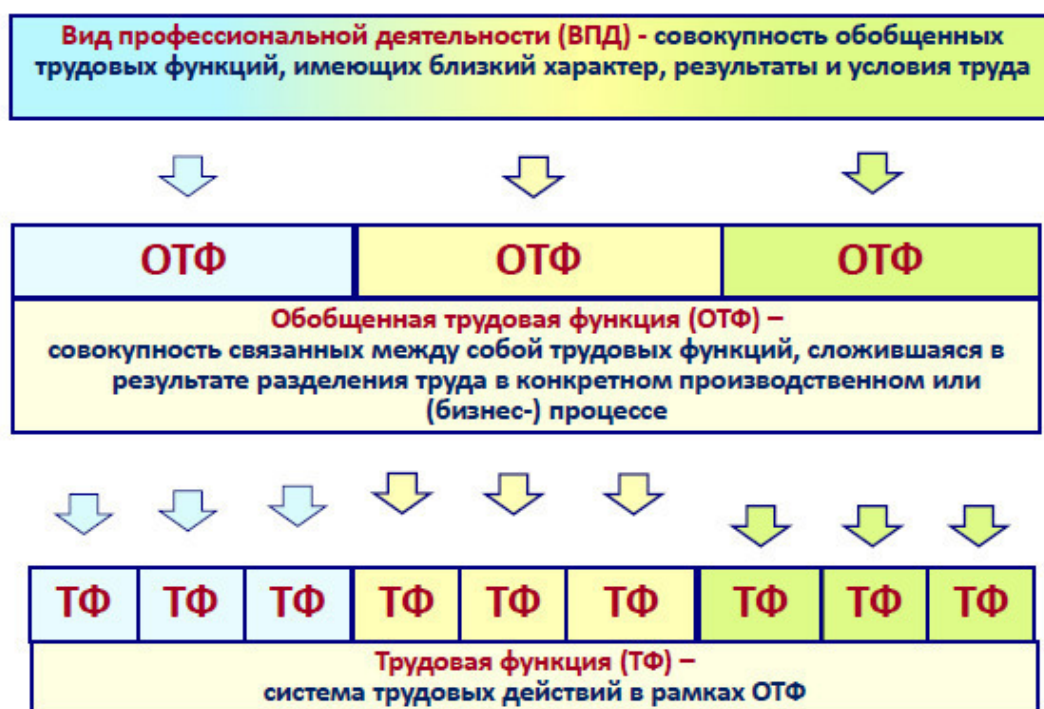 Вид профессиональной деятельности (ВПД) - совокупность обобщенных
трудовых функций, имеющих близкий характер, результаты и условия труда
ОТФ ОТФ ОТФ
Обобщенная трудовая функция (ОТФ) –
совокупность связанных между собой трудовых функций, сложившаяся в
результате разделения труда в конкретном производственном или
(бизнес-) процессе
ТФ ТФ ТФ ТФ ТФ ТФ ТФ ТФ ТФ
Трудовая функция (ТФ) –
система трудовых действий в рамках ОТФ